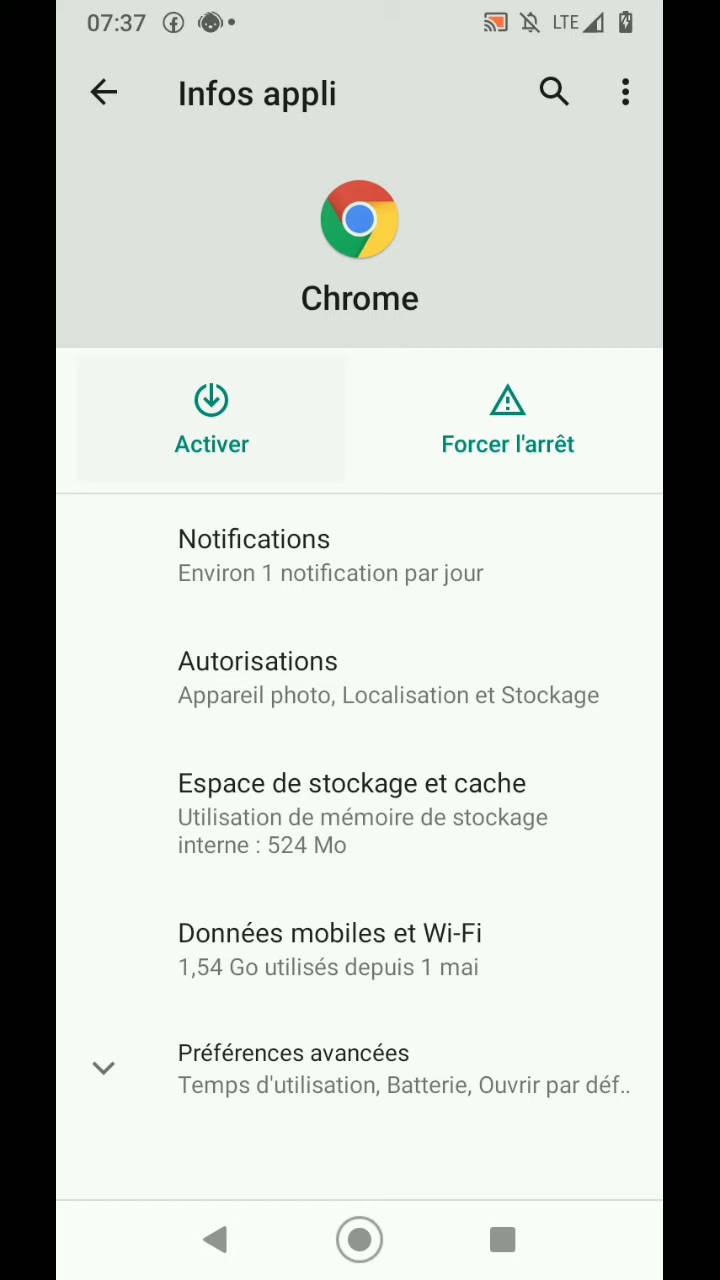 07:37
LTE
Infos appli
Chrome
Activer
Forcer l'arrêt
Notifications
Environ 1 notification par jour
Autorisations
Appareil photo, Localisation et Stockage
Espace de stockage et cache
Utilisation de mémoire de stockage
interne : 524 Mo
Données mobiles et Wi-Fi
1,54 Go utilisés depuis 1 mai
Préférences avancées
Temps d'utilisation, Batterie, Ouvrir par déf..